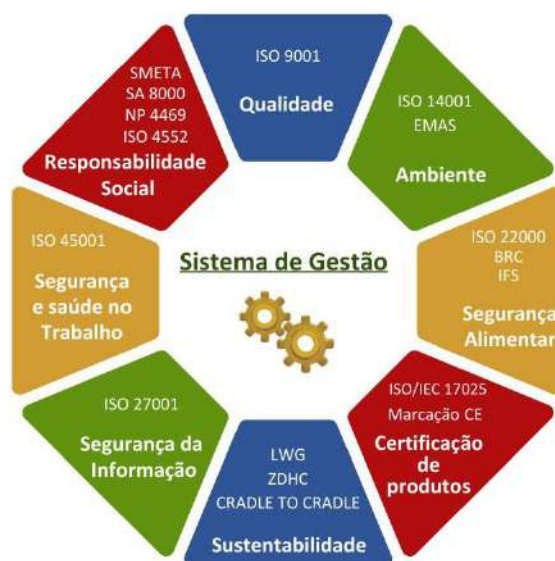 ISO 9001
Qualidade
ISO 14001
EMAS
Ambiente
ISO 22000
BRC
IFS
Segurança
Alimentar
ISO/IEC 17025
Marcação CE
Certificação
de
produtos
LWG
ZDHC
CRADLE TO CRADLE
Sustentabilidade
ISO 27001
Segurança da
Informação
ISO 45001
Segurança
e saúde no
Trabalho
SMETA
SA 8000
NP 4469
ISO 4552
Responsabilidade
Social
Sistema de Gestão